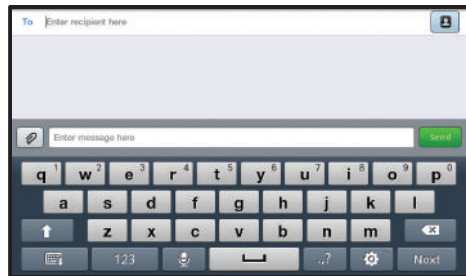 To Enter recipient here
Enter message here Send
q 1 w 2 e 3 r 4 t 5 y 6 u 7 i 8 o 9 p 0
a s d f g h j k l
z x c v b n m
123 .,? Next